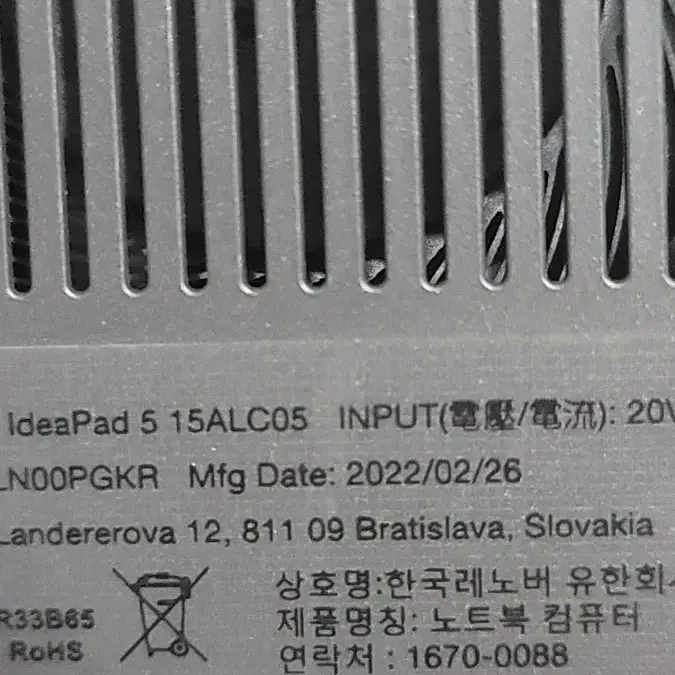 IdeaPad 5 15ALC05 INPUT(電壓/電流): 20V
LN00PGKR Mfg Date: 2022/02/26
Landererova 12, 811 09 Bratislava, Slovakia
R33B65
RoHS
상호명:한국레노버 유한회사
제품명칭: 노트북 컴퓨터
연락처 : 1670-0088